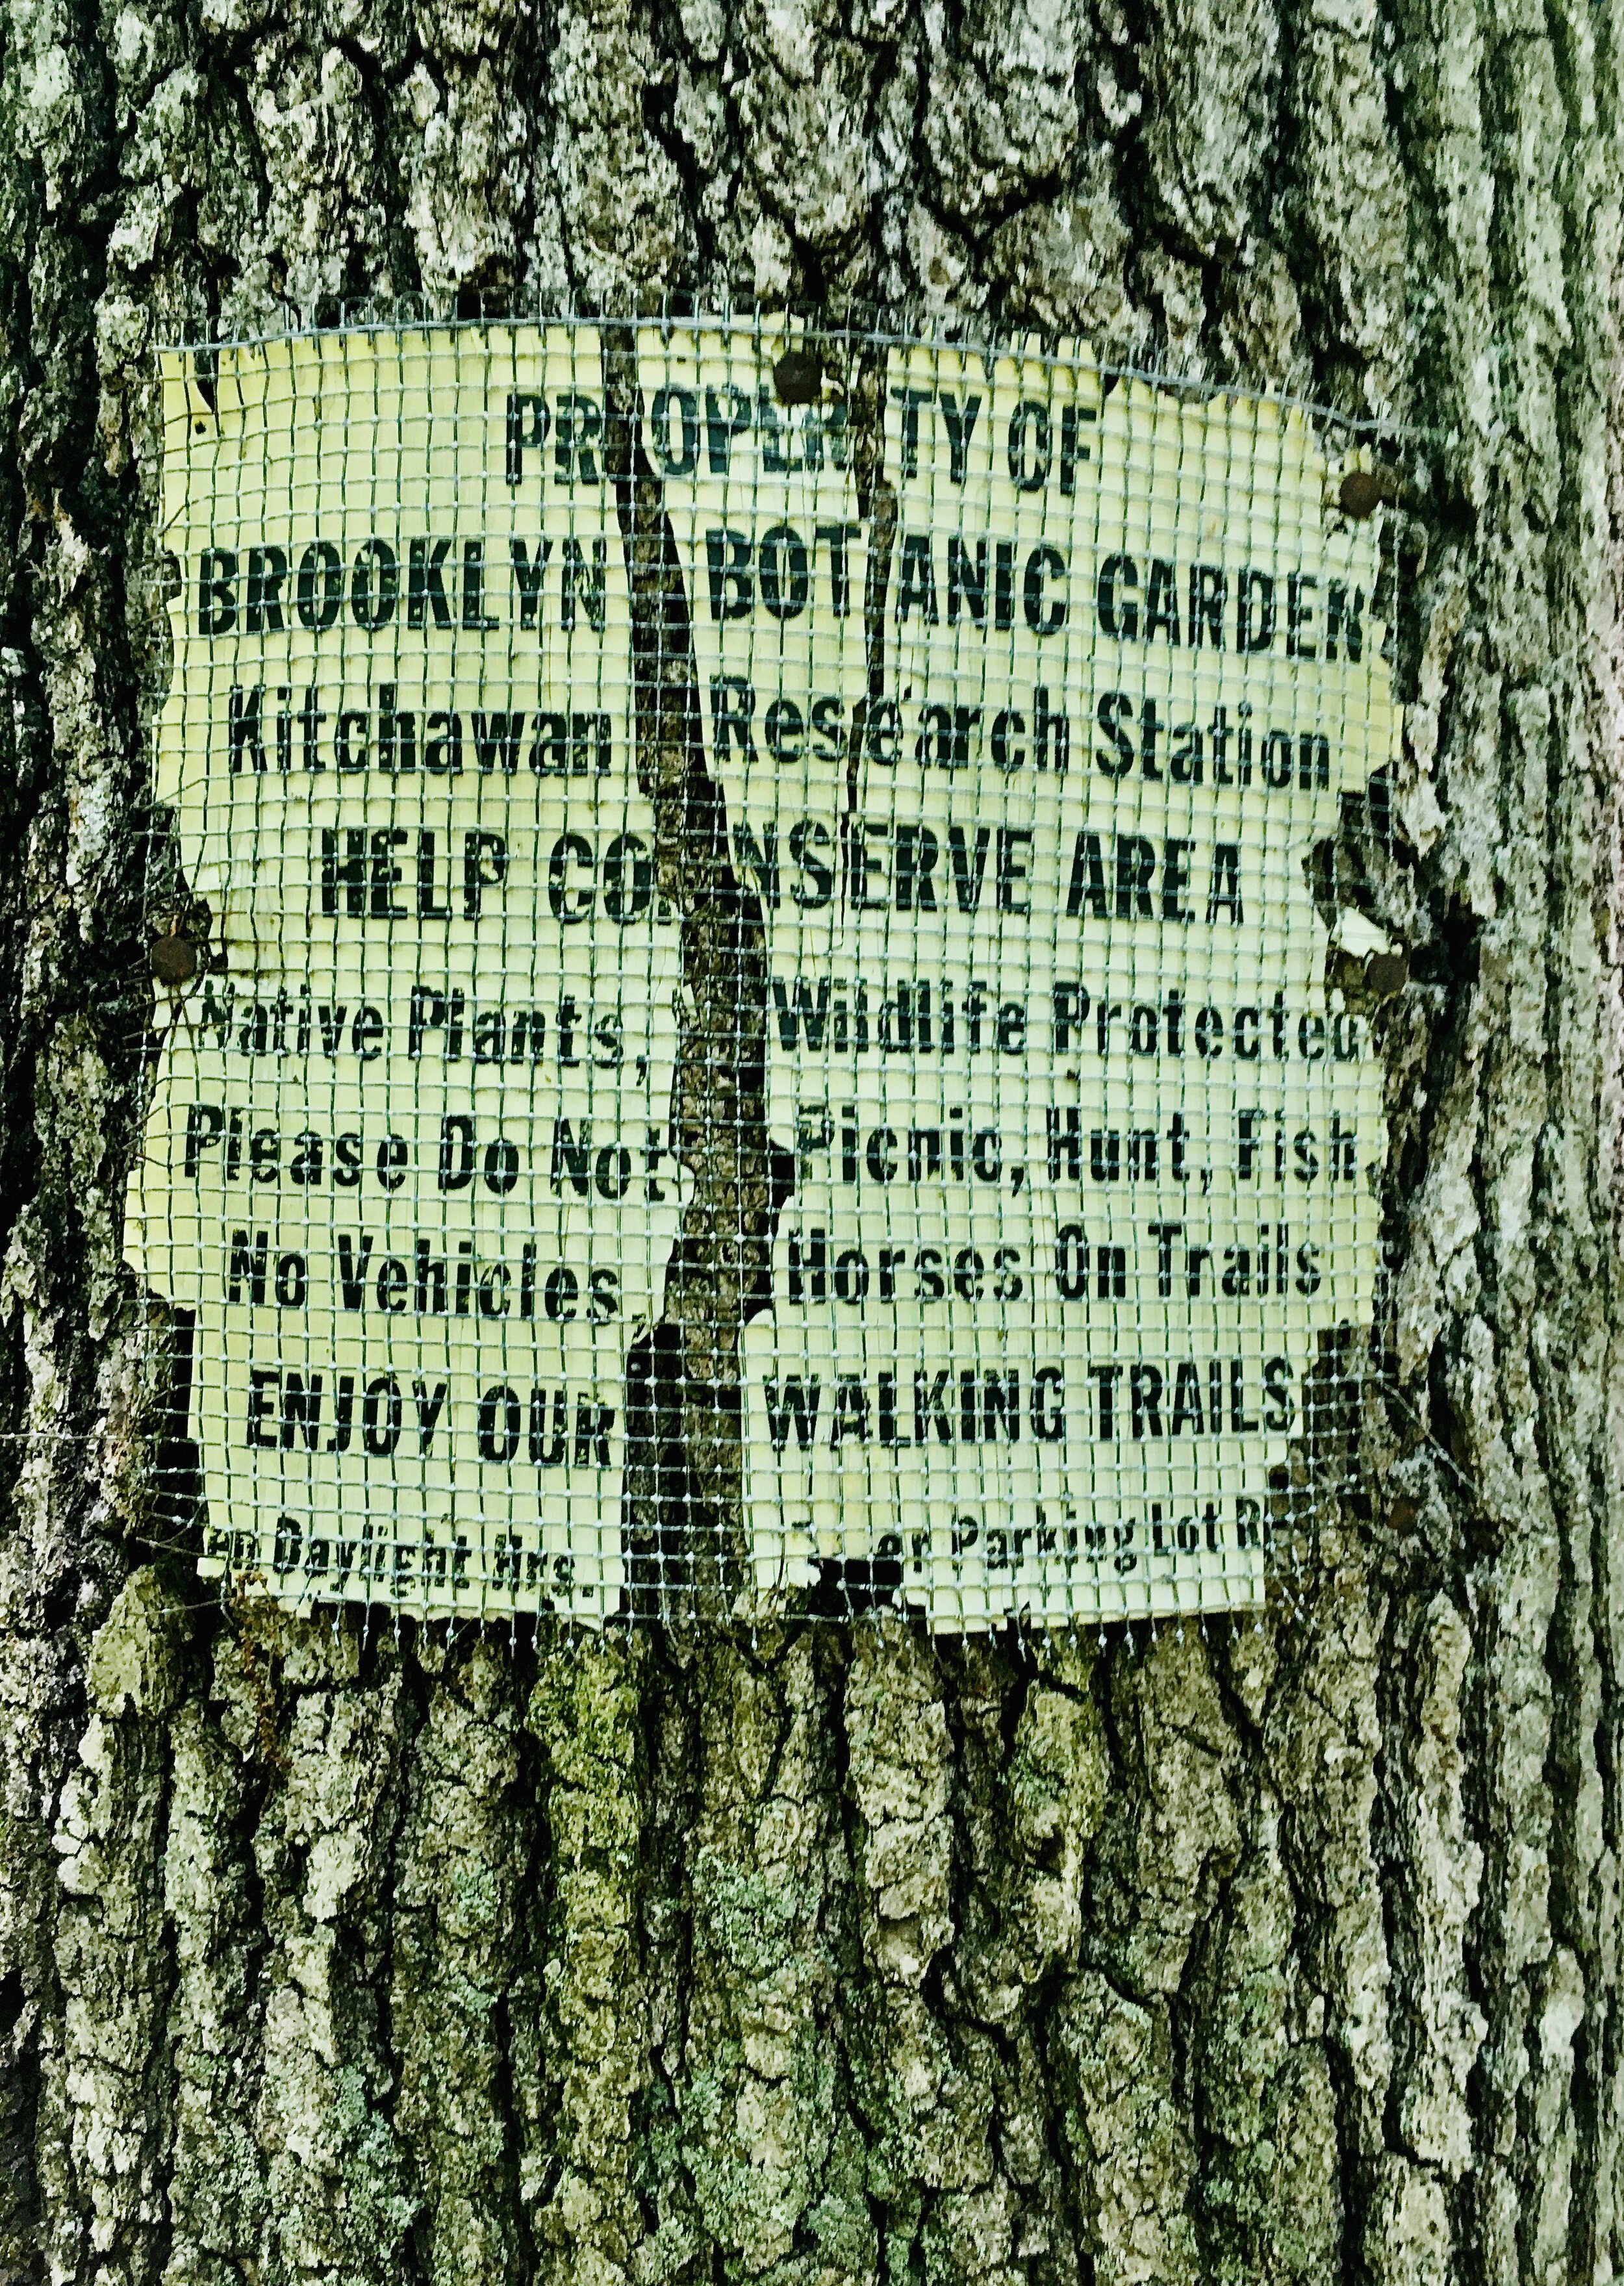 PROPERTY OF
BROOKLYN BOTANIC GARDEN
Kitchawan Research Station
HELP CONSERVE AREA
Native Plants, Wildlife Protected
Please Do Not Picnic, Hunt, Fish
No Vehicles, Horses On Trails
ENJOY OUR WALKING TRAILS
Daylight Hrs. Parking Lot